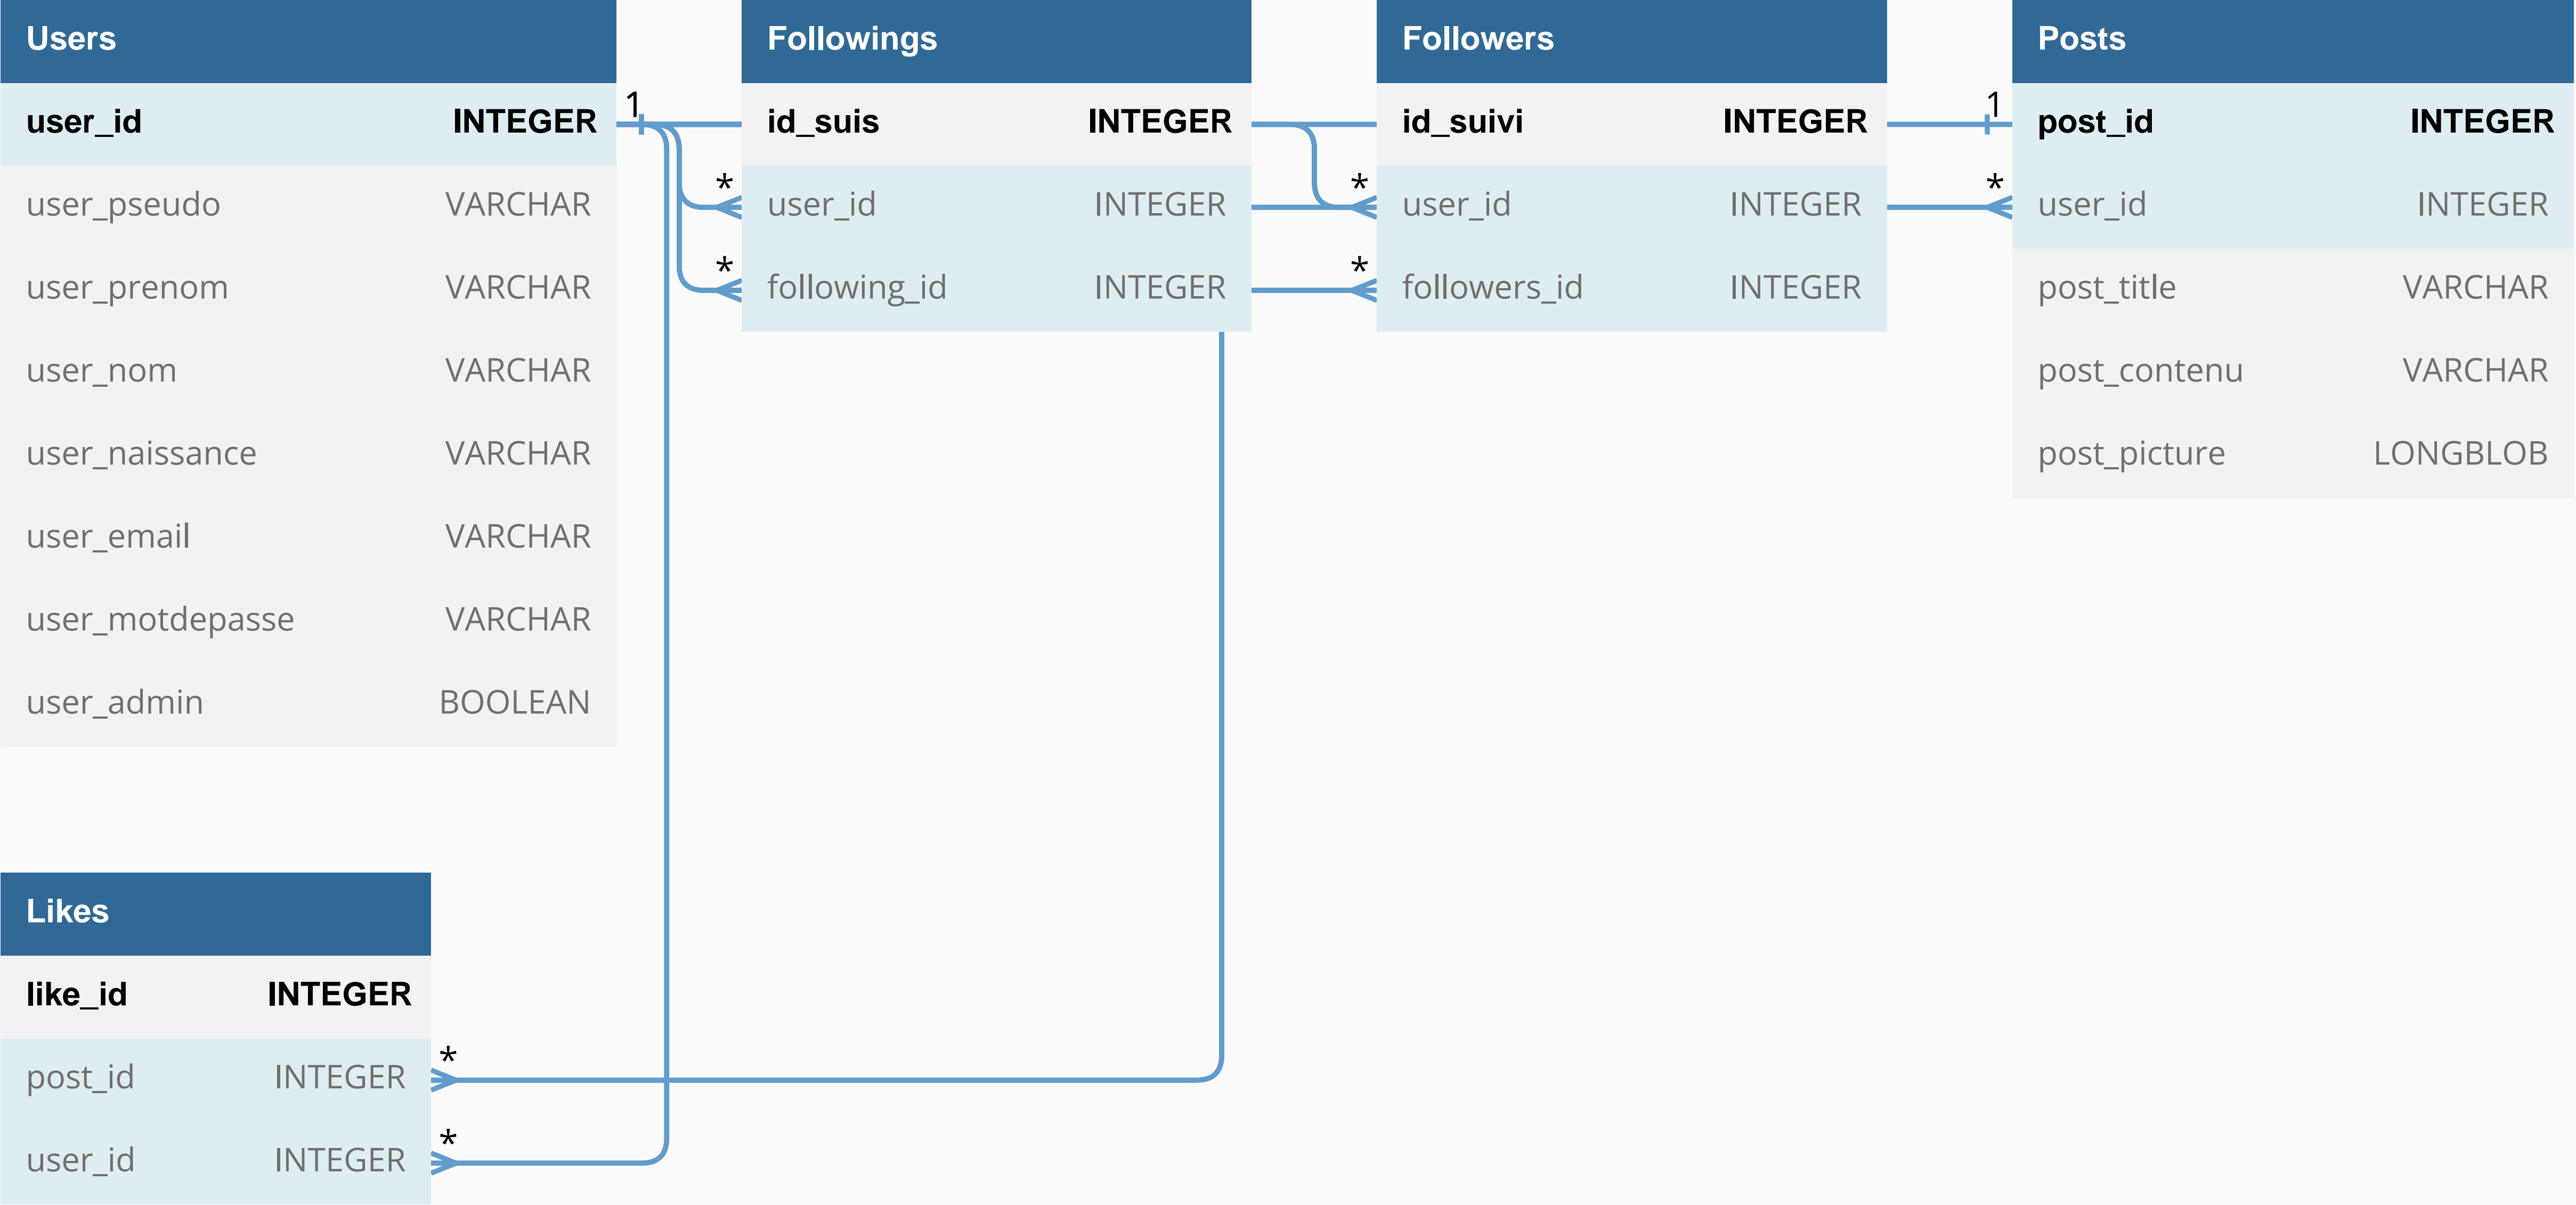 Users
user_id INTEGER
user_pseudo VARCHAR
user_prenom VARCHAR
user_nom VARCHAR
user_naissance VARCHAR
user_email VARCHAR
user_motdepasse VARCHAR
user_admin BOOLEAN
1
Followings
id_suis INTEGER
* user_id INTEGER
* following_id INTEGER
Followers
id_suivi INTEGER
* user_id INTEGER
* followers_id INTEGER
Posts
1 post_id INTEGER
* user_id INTEGER
post_title VARCHAR
post_contenu VARCHAR
post_picture LONGBLOB
Likes
like_id INTEGER
post_id INTEGER *
user_id INTEGER *